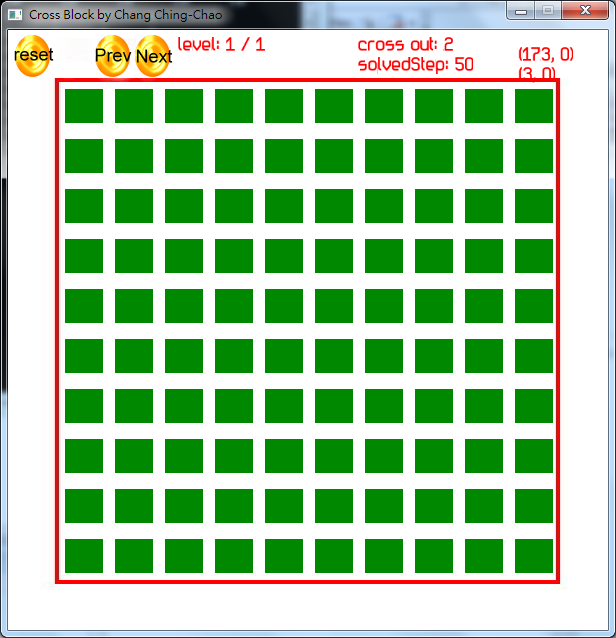 Cross Block by Chang Ching-Chao
reset
Prev
Next
level: 1 / 1
cross out: 2
solvedStep: 50
(173, 0)
(3, 0)